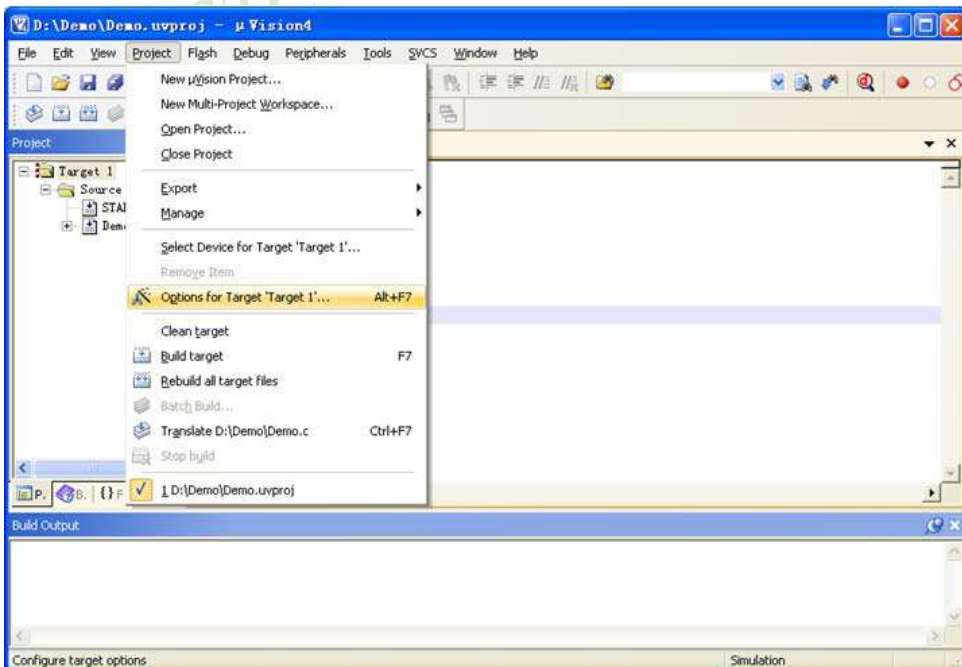 D:\Demo\Demo.uvproj - µVision4
File Edit View Project Flash Debug Peripherals Tools SVCS Window Help
New µVision Project...
New Multi-Project Workspace...
Open Project...
Close Project
Export
Manage
Select Device for Target 'Target 1'...
Remove Item
Options for Target 'Target 1'... Alt+F7
Clean target
Build target F7
Rebuild all target files
Batch Build...
Translate D:\Demo\Demo.c Ctrl+F7
Stop build
1 D:\Demo\Demo.uvproj
Project
Target 1
Source
STA
Dem
P. B. {} F
Build Output
Configure target options Simulation